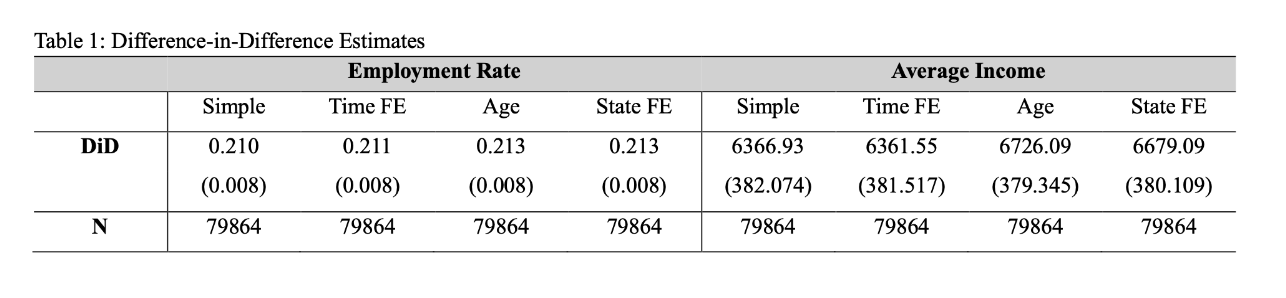 Table 1: Difference-in-Difference Estimates
Employment Rate Average Income
Simple Time FE Age State FE Simple Time FE Age State FE
DiD 0.210 0.211 0.213 0.213 6366.93 6361.55 6726.09 6679.09
(0.008) (0.008) (0.008) (0.008) (382.074) (381.517) (379.345) (380.109)
N 79864 79864 79864 79864 79864 79864 79864 79864